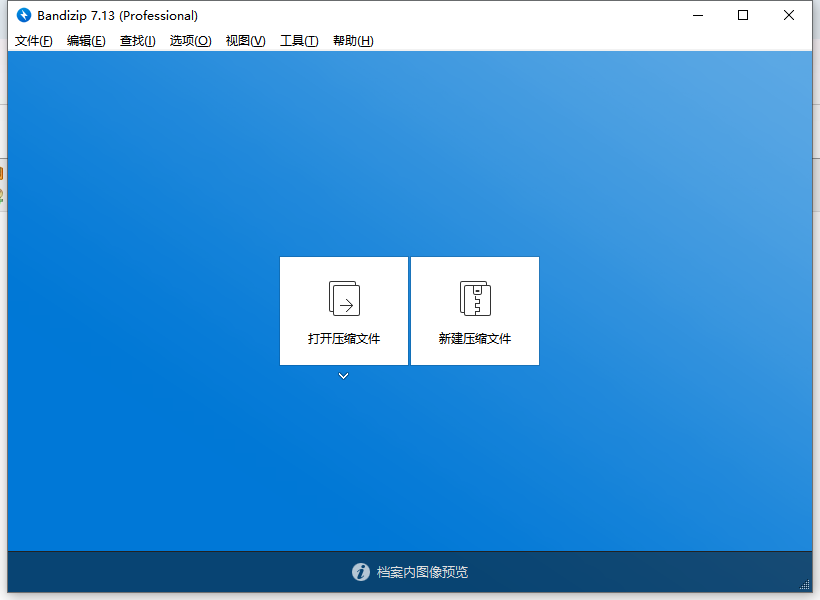 Bandizip 7.13 (Professional)
文件(F) 编辑(E) 查找(I) 选项(O) 视图(V) 工具(T) 帮助(H)
打开压缩文件 新建压缩文件
档案内图像预览